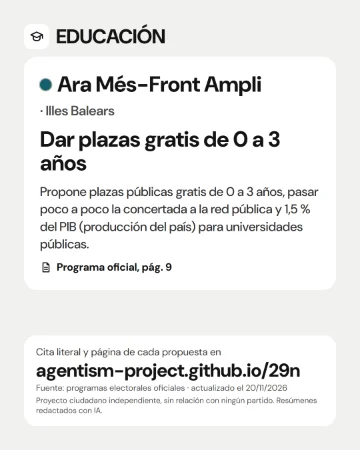 EDUCACIÓN
Ara Més-Front Ampli
· Illes Balears
Dar plazas gratis de 0 a 3
años
Propone plazas públicas gratis de 0 a 3 años, pasar
poco a poco la concertada a la red pública y 1,5 %
del PIB (producción del país) para universidades
públicas.
Programa oficial, pág. 9
Cita literal y página de cada propuesta en
agentism-project.github.io/29n
Fuente: programas electorales oficiales · actualizado el 20/11/2026
Proyecto ciudadano independiente, sin relación con ningún partido. Resúmenes
redactados con IA.